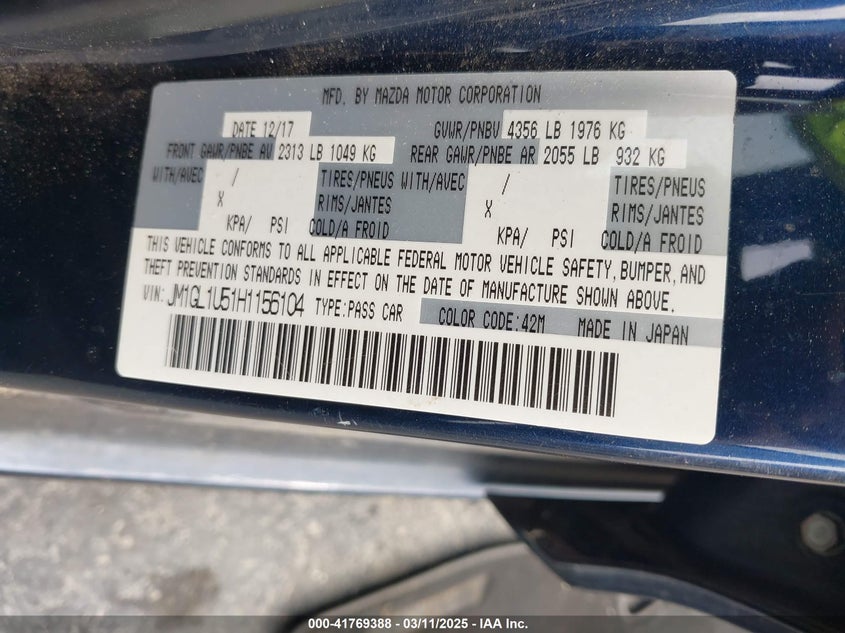 MFD. BY MAZDA MOTOR CORPORATION
DATE 12/17 GVWR/PNBV 4356 LB 1976 KG
FRONT GAWR/PNBE AV 2313 LB 1049 KG REAR GAWR/PNBE AR 2055 LB 932 KG
WITH/AVEC / TIRES/PNEUS WITH/AVEC / TIRES/PNEUS
X RIMS/JANTES X RIMS/JANTES
KPA/ PSI COLD/A FROID KPA/ PSI COLD/A FROID
THIS VEHICLE CONFORMS TO ALL APPLICABLE FEDERAL MOTOR VEHICLE SAFETY, BUMPER, AND
THEFT PREVENTION STANDARDS IN EFFECT ON THE DATE OF MANUFACTURE SHOWN ABOVE.
VIN: JM1GL1U51H1156104 TYPE:PASS CAR COLOR CODE:42M MADE IN JAPAN
000-41769388 - 03/11/2025 - IAA Inc.